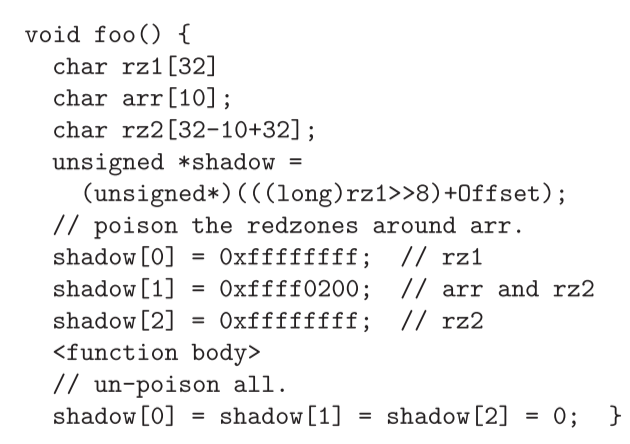 void foo() {
  char rz1[32]
  char arr[10];
  char rz2[32-10+32];
  unsigned *shadow =
    (unsigned*)(((long)rz1>>8)+Offset);
  // poison the redzones around arr.
  shadow[0] = 0xffffffff;  // rz1
  shadow[1] = 0xffff0200;  // arr and rz2
  shadow[2] = 0xffffffff;  // rz2
  <function body>
  // un-poison all.
  shadow[0] = shadow[1] = shadow[2] = 0;  }